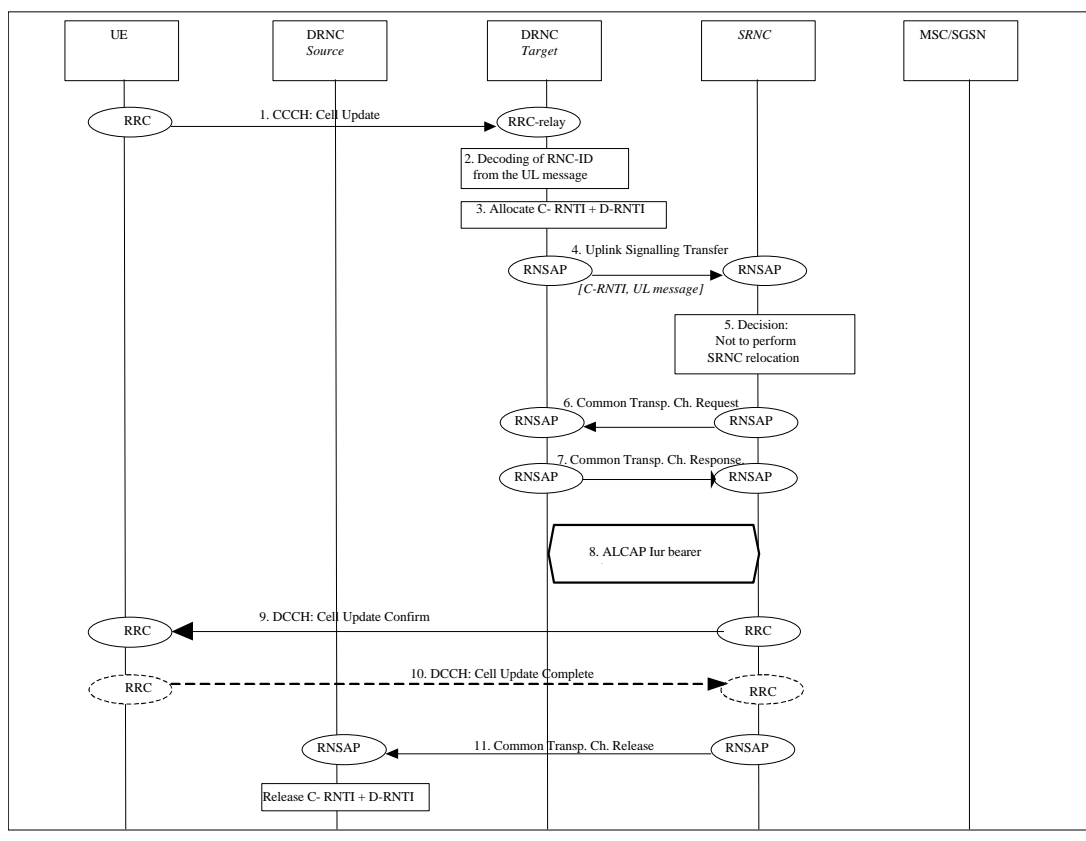 UE
DRNC
Source
DRNC
Target
SRNC
MSC/SGSN
1. CCCH: Cell Update
RRC
RRC-relay
2. Decoding of RNC-ID
from the UL message
3. Allocate C- RNTI + D-RNTI
4. Uplink Signalling Transfer
RNSAP
RNSAP
[C-RNTI, UL message]
5. Decision:
Not to perform
SRNC relocation
6. Common Transp. Ch. Request
RNSAP
RNSAP
7. Common Transp. Ch. Response.
RNSAP
RNSAP
8. ALCAP Iur bearer
9. DCCH: Cell Update Confirm
RRC
RRC
10. DCCH: Cell Update Complete
RRC
RRC
11. Common Transp. Ch. Release
RNSAP
RNSAP
Release C- RNTI + D-RNTI